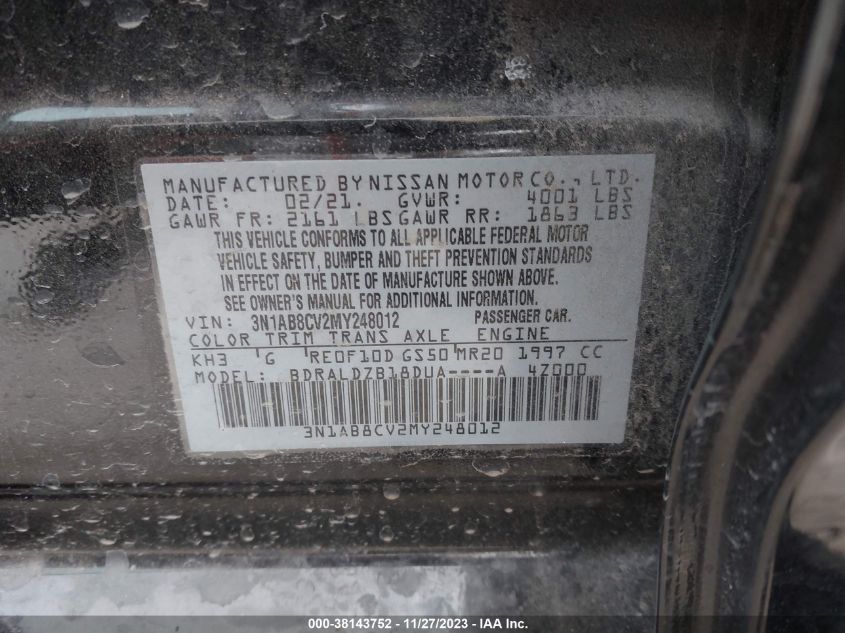 MANUFACTURED BY NISSAN MOTOR CO., LTD.
DATE: 02/21. GVWR: 4001 LBS
GAWR FR: 2161 LBS GAWR RR: 1863 LBS
THIS VEHICLE CONFORMS TO ALL APPLICABLE FEDERAL MOTOR
VEHICLE SAFETY, BUMPER AND THEFT PREVENTION STANDARDS
IN EFFECT ON THE DATE OF MANUFACTURE SHOWN ABOVE.
SEE OWNER'S MANUAL FOR ADDITIONAL INFORMATION.
VIN: 3N1AB8CV2MY248012 PASSENGER CAR.
COLOR TRIM TRANS AXLE ENGINE
KH3 G RE0F10D GS50 MR20 1997 CC
MODEL: BDRALDZB18DUA----A 4Z000
3N1AB8CV2MY248012
000-38143752 - 11/27/2023 - IAA Inc.